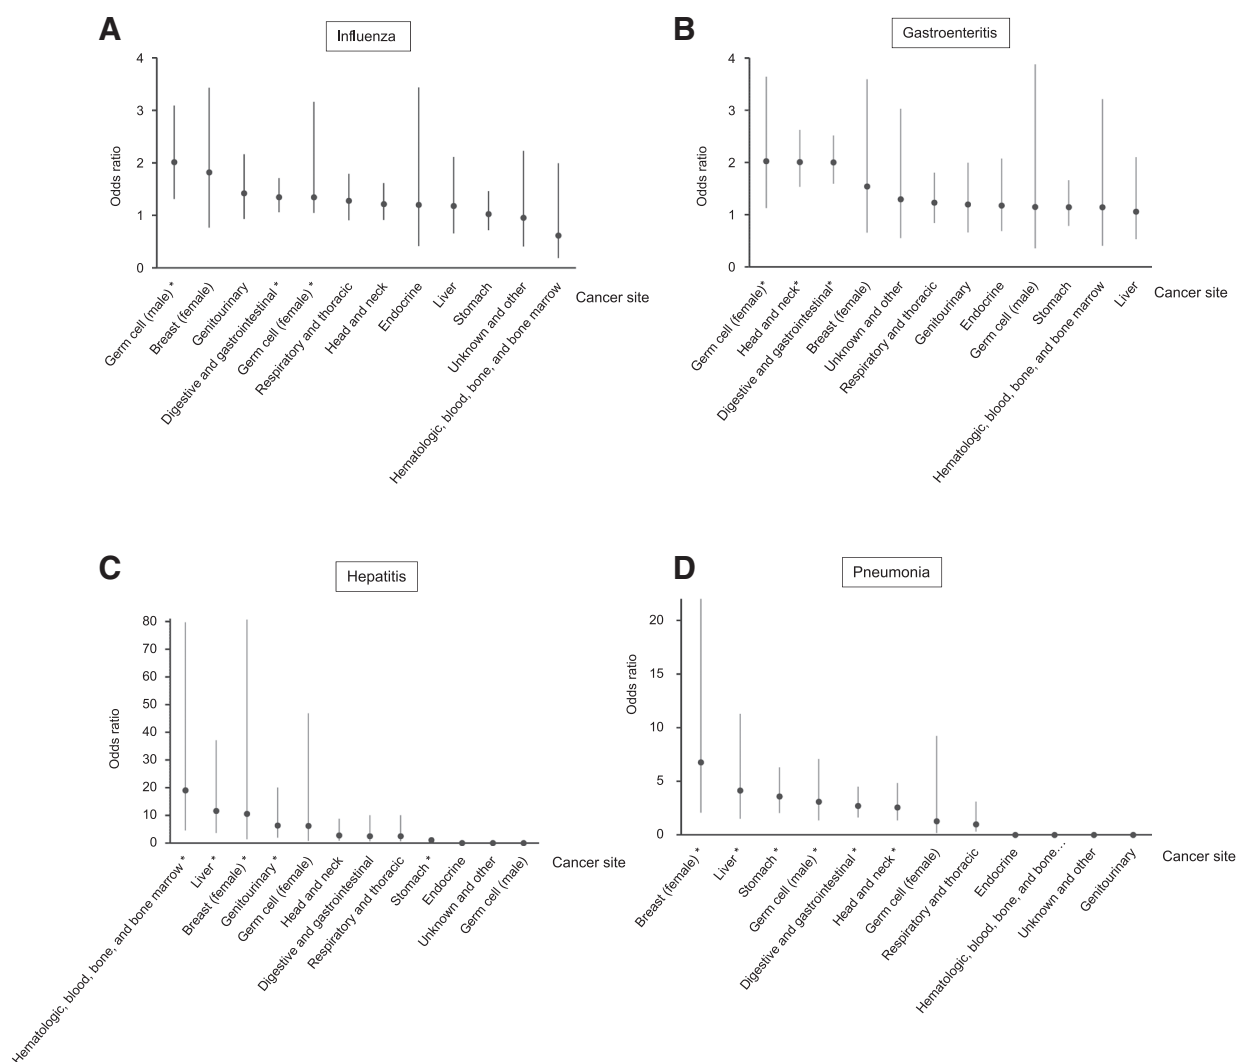 A
Influenza
4
3
2
1
0
Odds ratio
Germ cell (male) *
Breast (female)
Genitourinary
Digestive and gastrointestinal *
Germ cell (female) *
Respiratory and thoracic
Head and neck
Endocrine
Liver
Stomach
Unknown and other
Hematologic, blood, bone, and bone marrow
Cancer site
B
Gastroenteritis
4
3
2
1
0
Odds ratio
Germ cell (female)*
Head and neck*
Digestive and gastrointestinal*
Breast (female)
Unknown and other
Respiratory and thoracic
Genitourinary
Endocrine
Germ cell (male)
Stomach
Hematologic, blood, bone, and bone marrow
Liver
Cancer site
C
Hepatitis
80
70
60
50
40
30
20
10
0
Odds ratio
Hematologic, blood, bone, and bone marrow *
Liver *
Breast (female) *
Genitourinary *
Germ cell (female)
Head and neck
Digestive and gastrointestinal
Respiratory and thoracic
Stomach *
Endocrine
Unknown and other
Germ cell (male)
Cancer site
D
Pneumonia
20
15
10
5
0
Odds ratio
Breast (female) *
Liver *
Stomach *
Germ cell (male) *
Digestive and gastrointestinal *
Head and neck *
Germ cell (female)
Respiratory and thoracic
Endocrine
Hematologic, blood, bone, and bone...
Unknown and other
Genitourinary
Cancer site